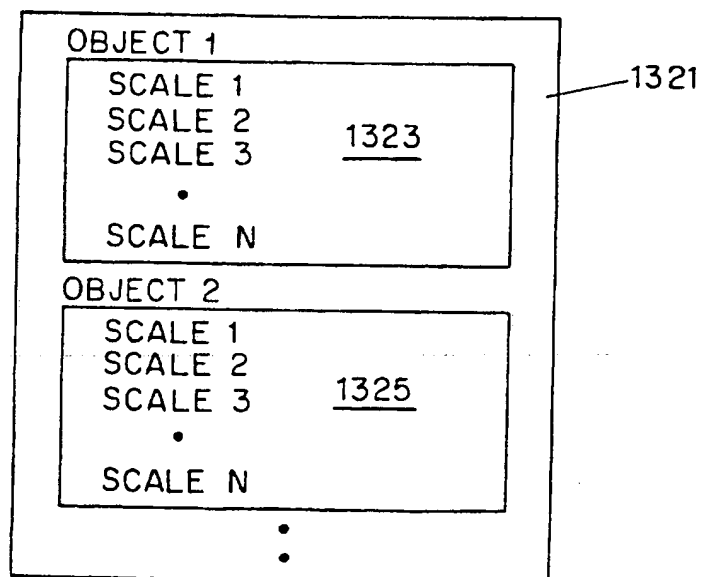 OBJECT 1
1321
SCALE 1
SCALE 2
SCALE 3
1323
•
SCALE N
OBJECT 2
SCALE 1
SCALE 2
SCALE 3
1325
•
SCALE N
•
•